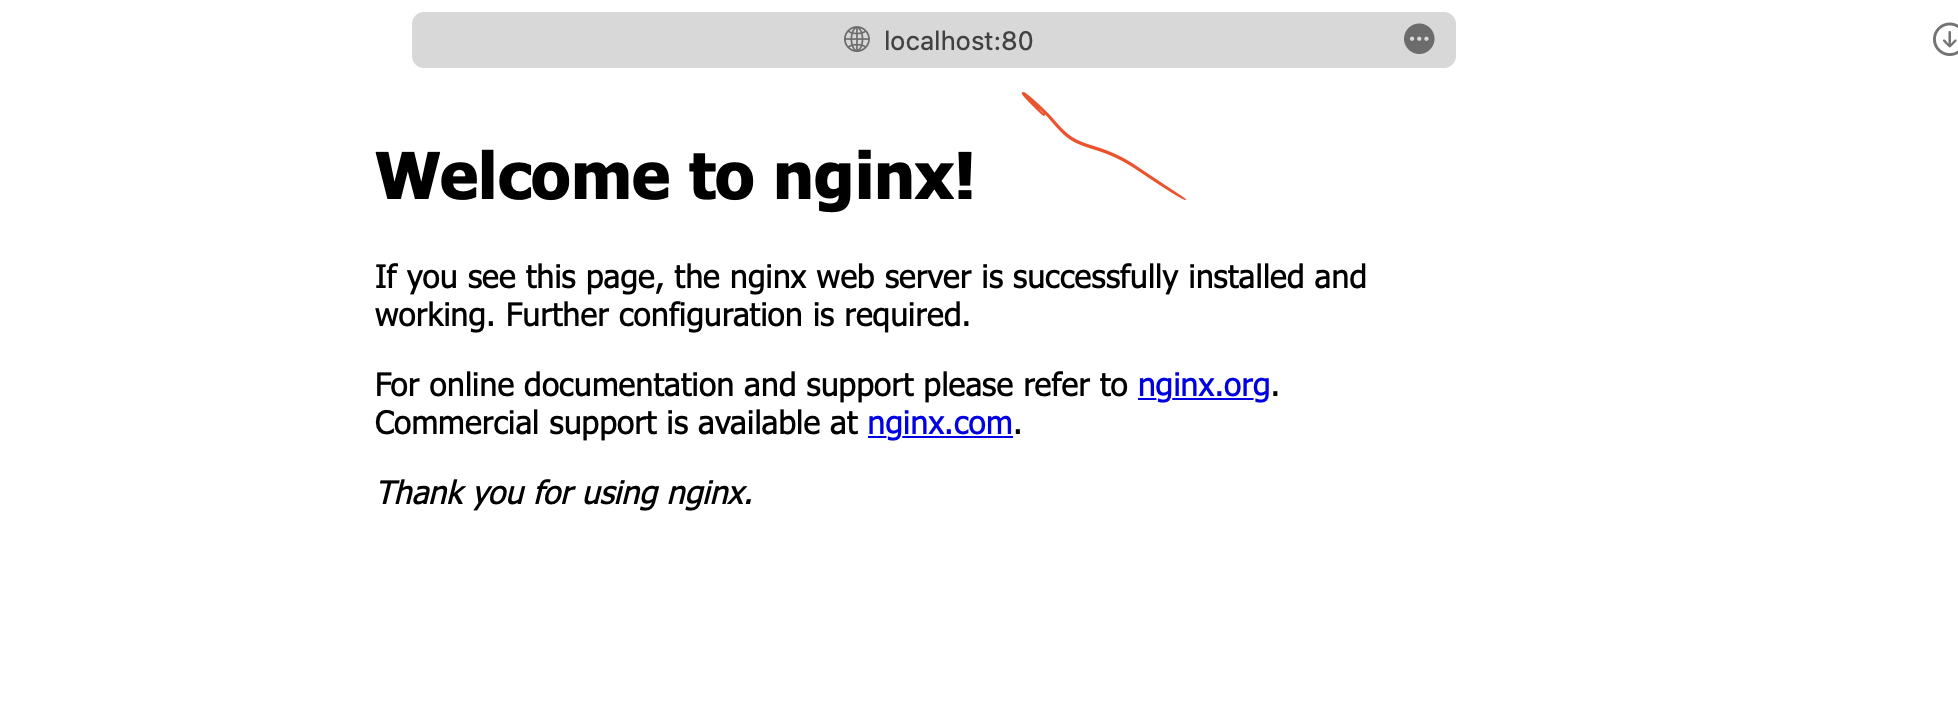 localhost:80
Welcome to nginx!
If you see this page, the nginx web server is successfully installed and
working. Further configuration is required.
For online documentation and support please refer to nginx.org.
Commercial support is available at nginx.com.
Thank you for using nginx.